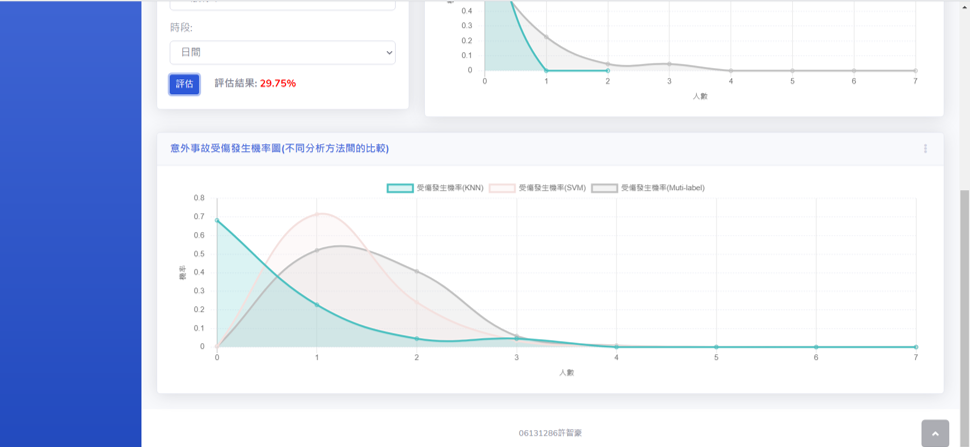 時段:
日間
評估
評估結果: 29.75%
0.4
0.3
0.2
0.1
0
0 1 2 3 4 5 6 7
人數
意外事故受傷發生機率圖(不同分析方法間的比較)
受傷發生機率(KNN) 受傷發生機率(SVM) 受傷發生機率(Muti-label)
0.8
0.7
0.6
0.5
0.4
0.3
0.2
0.1
0
機率
0 1 2 3 4 5 6 7
人數
06131286許智豪